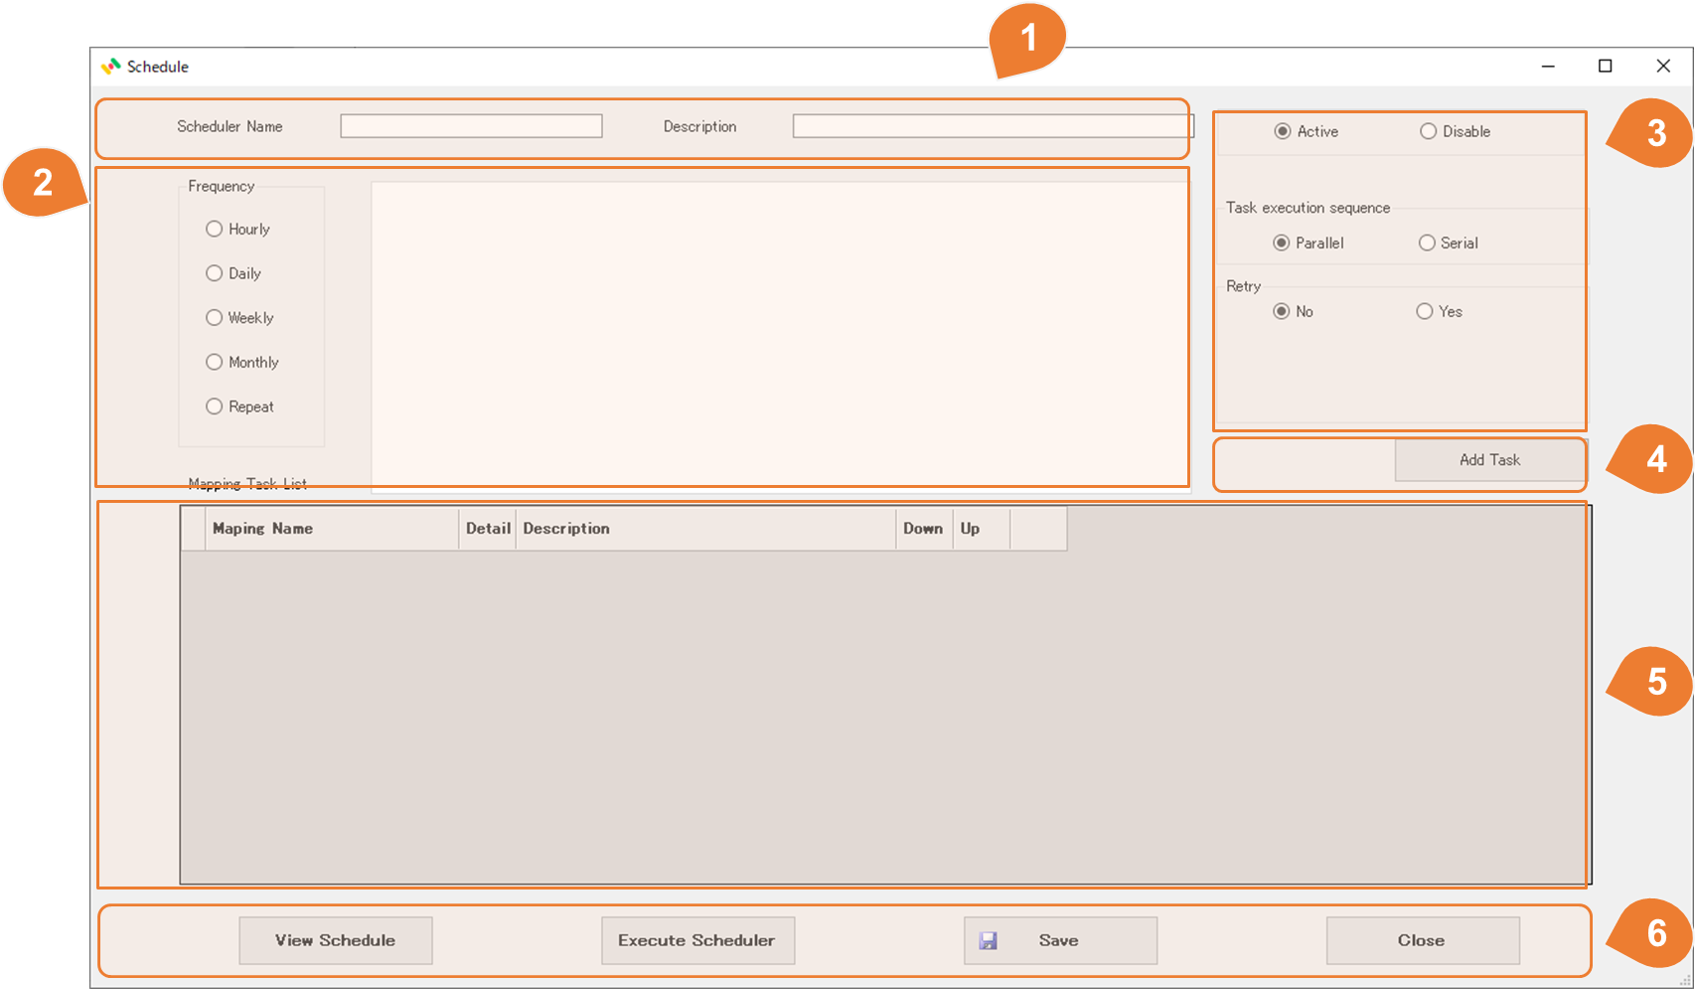 1
Schedule
Scheduler Name Description
Active Disable
3
2
Frequency
Hourly
Daily
Weekly
Monthly
Repeat
Task execution sequence
Parallel Serial
Retry
No Yes
Add Task
4
Mapping Task List
Maping Name Detail Description Down Up
5
View Schedule Execute Scheduler Save Close
6